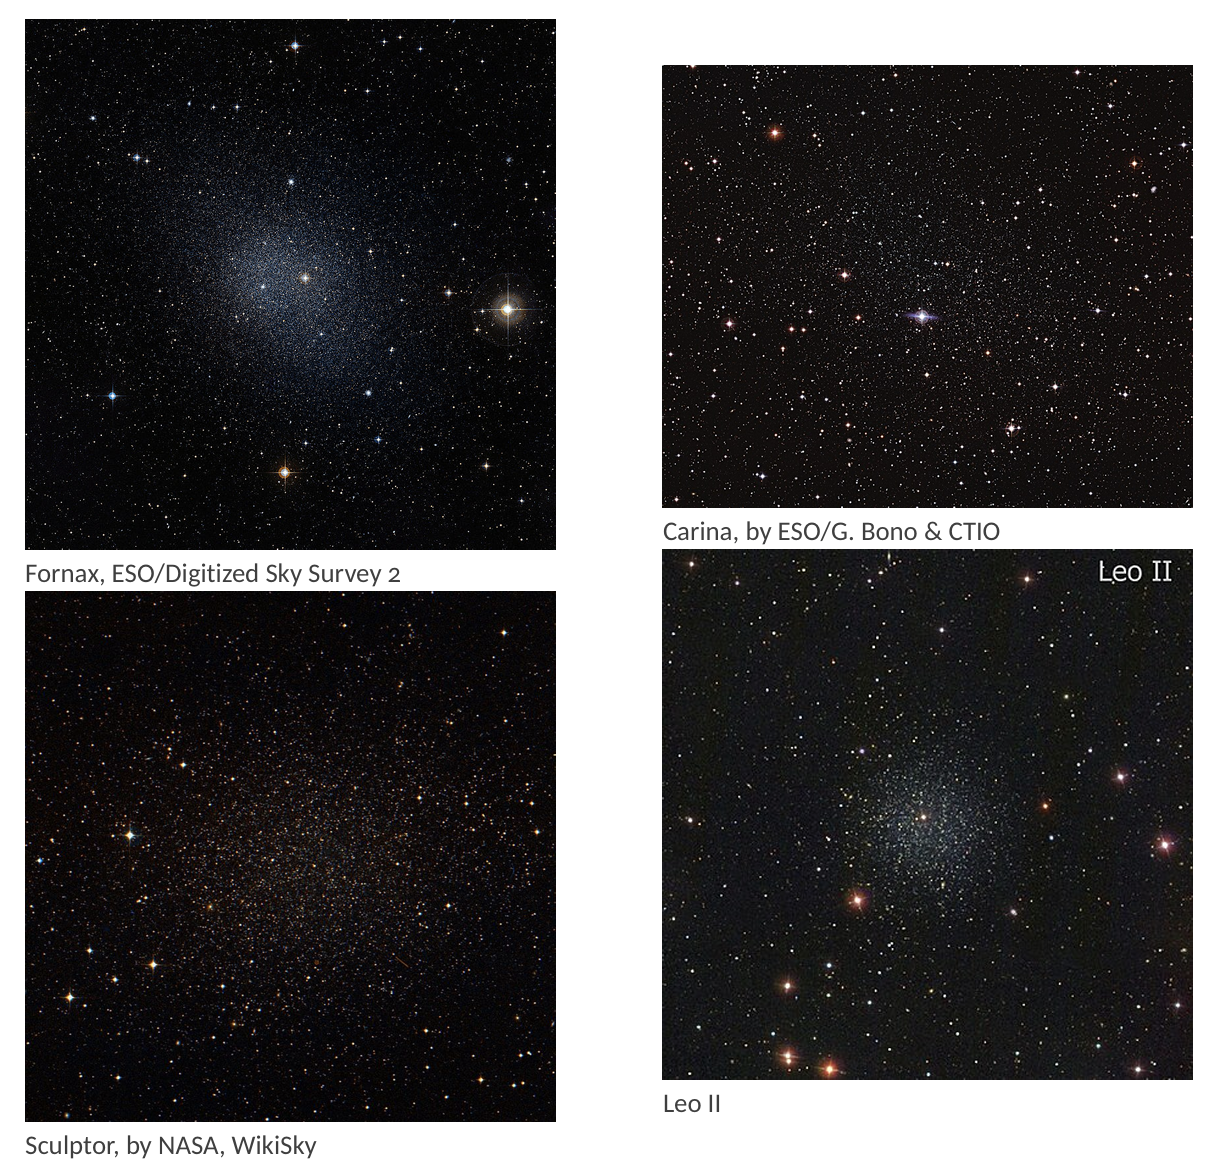 Fornax, ESO/Digitized Sky Survey 2
Sculptor, by NASA, WikiSky
Carina, by ESO/G. Bono & CTIO
Leo II
Leo II